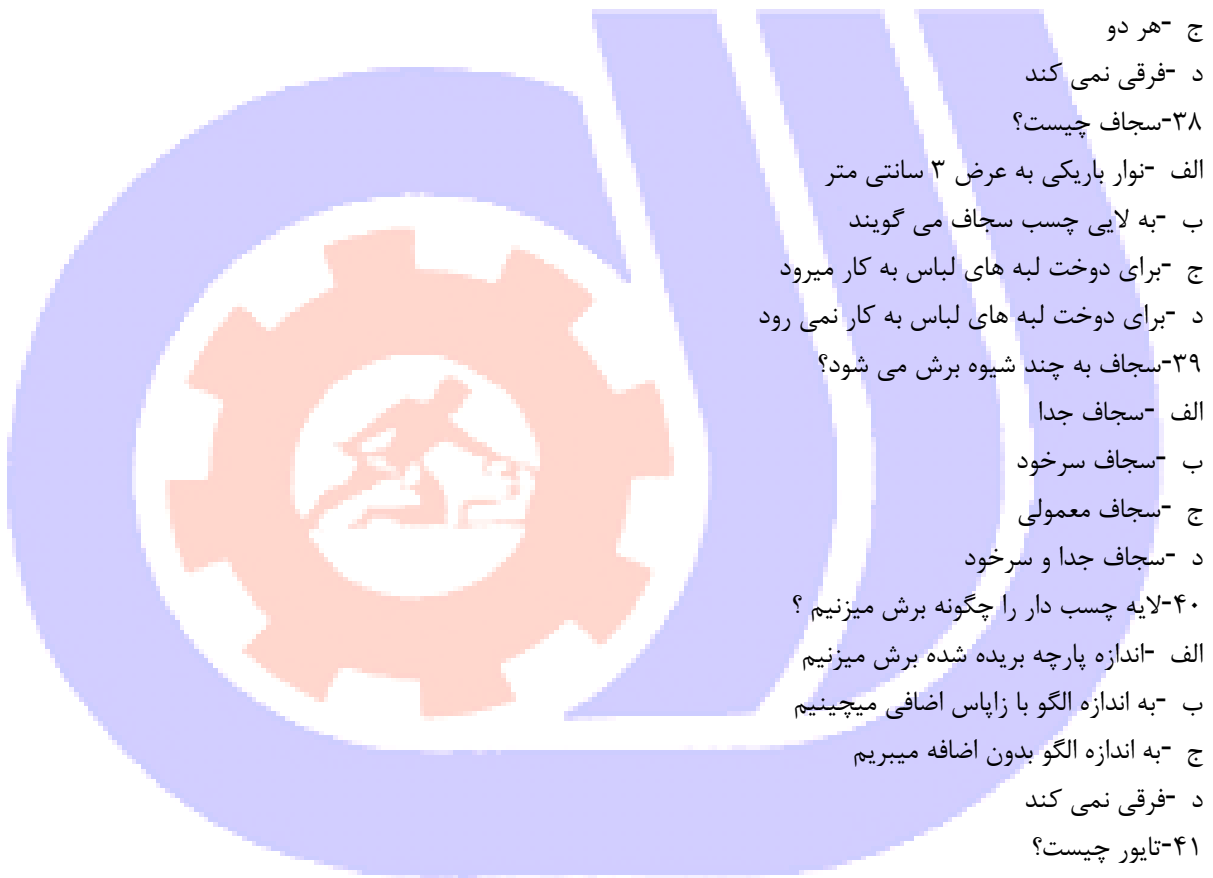 ج -هر دو
د -فرقی نمی کند
۳۸-سجاف چیست؟
الف -نوار باریکی به عرض ۳ سانتی متر
ب -به لایی چسب سجاف می گویند
ج -برای دوخت لبه های لباس به کار میرود
د -برای دوخت لبه های لباس به کار نمی رود
۳۹-سجاف به چند شیوه برش می شود؟
الف -سجاف جدا
ب -سجاف سرخود
ج -سجاف معمولی
د -سجاف جدا و سرخود
۴۰-لایه چسب دار را چگونه برش میزنیم ؟
الف -اندازه پارچه بریده شده برش میزنیم
ب -به اندازه الگو با زاپاس اضافی میچینیم
ج -به اندازه الگو بدون اضافه میبریم
د -فرقی نمی کند
۴۱-تایور چیست؟